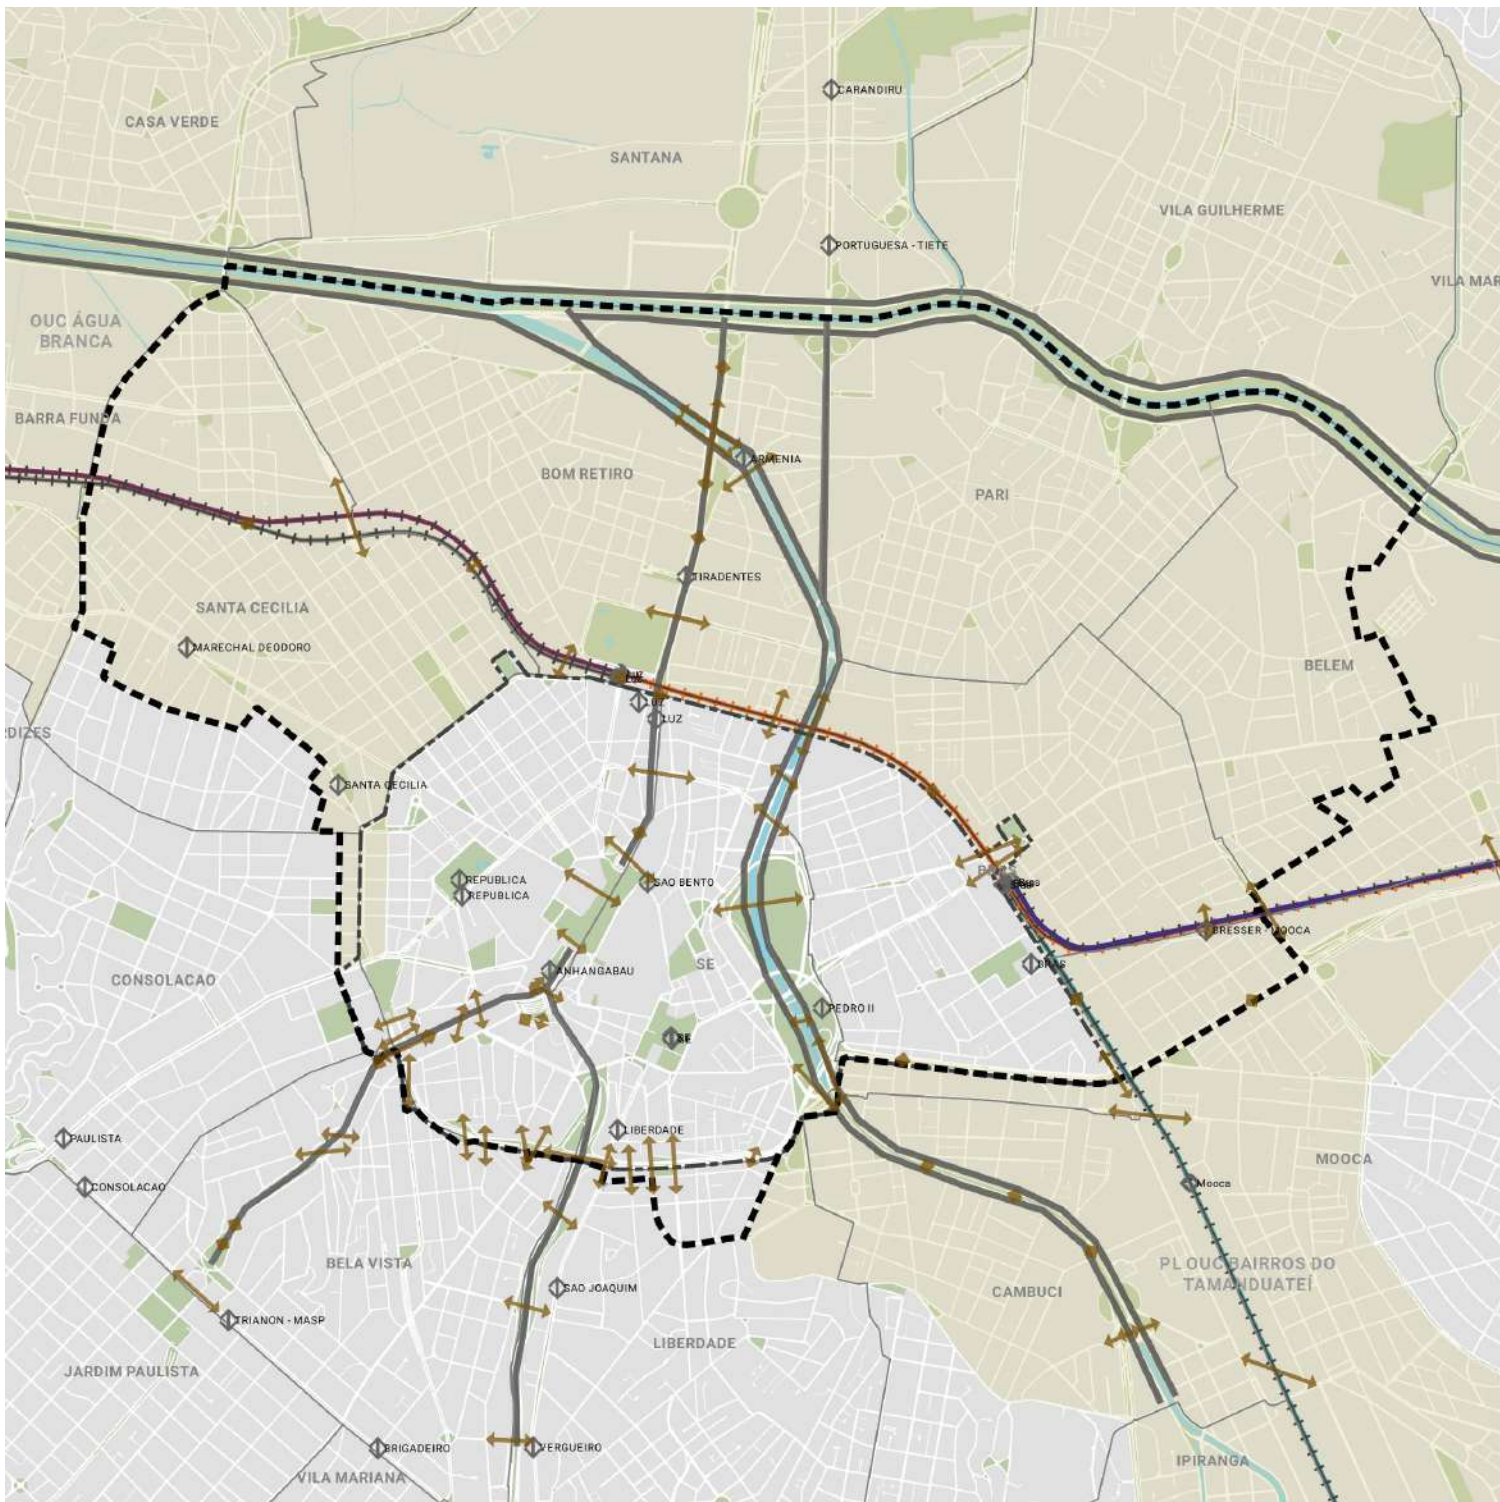 CARANDIRU
CASA VERDE
SANTANA
VILA GUILHERME
PORTUGUESA - TIETE
VILA MAR
OUC ÁGUA
BRANCA
BARRA FUNDA
ARMENIA
BOM RETIRO
PARI
TIRADENTES
SANTA CECILIA
MARECHAL DEODORO
BELEM
LUZ
LUZ
RDIZES
SANTA CECILIA
REPUBLICA
SAO BENTO
REPUBLICA
BRESSER - MOOCA
SE
BRAS
ANHANGABAU
CONSOLACAO
PEDRO II
SE
LIBERDADE
PAULISTA
MOOCA
CONSOLACAO
Mooca
BELA VISTA
PL OUC BAIRROS DO
TAMANDUATEÍ
SAO JOAQUIM
CAMBUCI
TRIANON - MASP
LIBERDADE
JARDIM PAULISTA
BRIGADEIRO
VERGUEIRO
IPIRANGA
VILA MARIANA